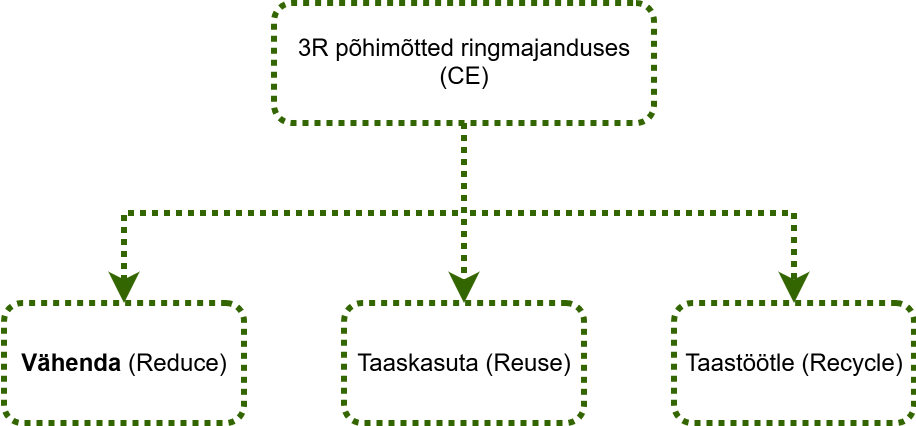 3R põhimõtted ringmajanduses
(CE)
Vähenda (Reduce)
Taaskasuta (Reuse)
Taastöötle (Recycle)